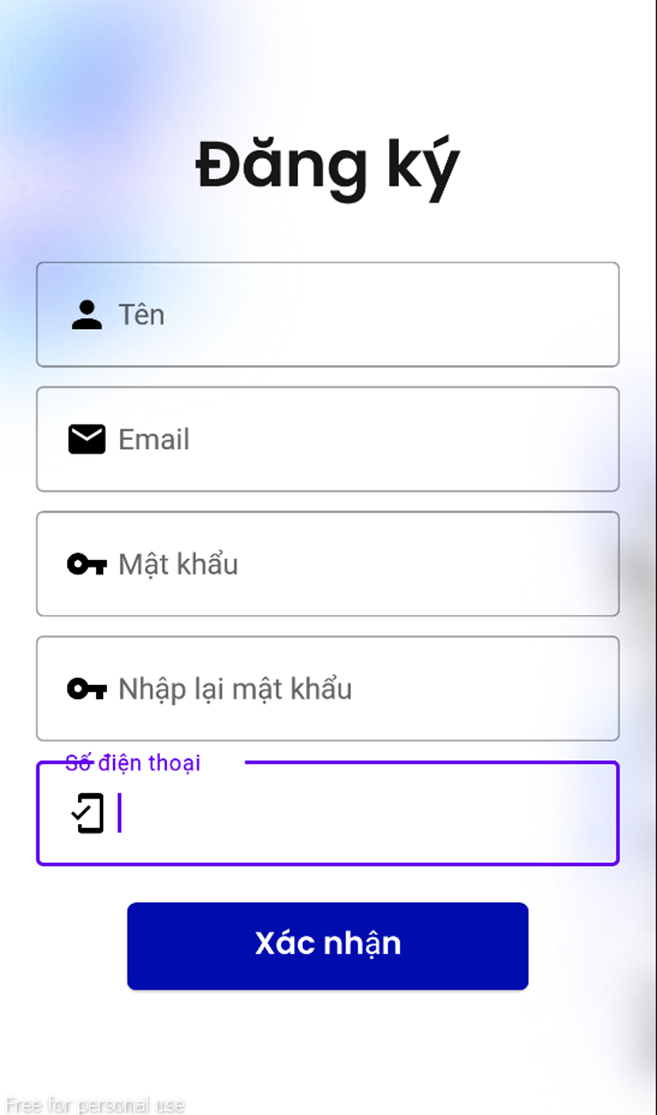 Đăng ký
Tên
Email
Mật khẩu
Nhập lại mật khẩu
Số điện thoại
Xác nhận
Free for personal use